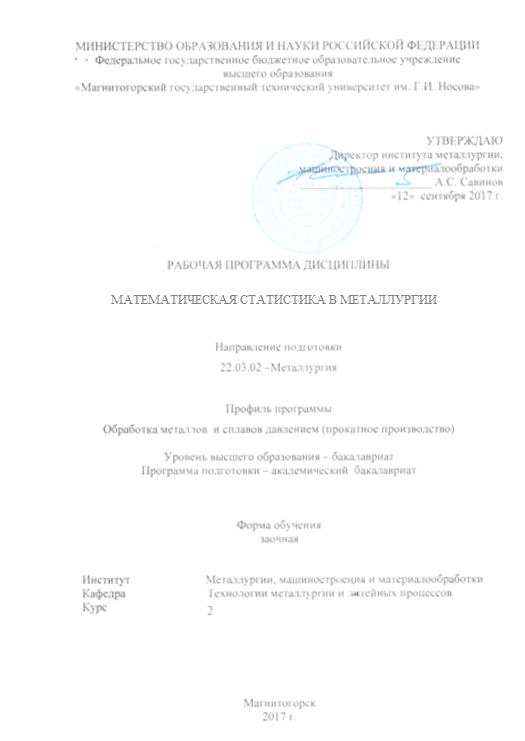 МИНИСТЕРСТВО ОБРАЗОВАНИЯ И НАУКИ РОССИЙСКОЙ ФЕДЕРАЦИИ
Федеральное государственное бюджетное образовательное учреждение
высшего образования
«Магнитогорский государственный технический университет им. Г.И. Носова»
УТВЕРЖДАЮ
Директор института металлургии,
машиностроения и материалообработки
А.С. Савинов
«12» сентября 2017 г.
РАБОЧАЯ ПРОГРАММА ДИСЦИПЛИНЫ
МАТЕМАТИЧЕСКАЯ СТАТИСТИКА В МЕТАЛЛУРГИИ
Направление подготовки
22.03.02 –Металлургия
Профиль программы
Обработка металлов и сплавов давлением (прокатное производство)
Уровень высшего образования – бакалавриат
Программа подготовки – академический бакалавриат
Форма обучения
заочная
Институт Металлургии, машиностроения и материалообработки
Кафедра Технологии металлургии и литейных процессов
Курс 2
Магнитогорск
2017 г.